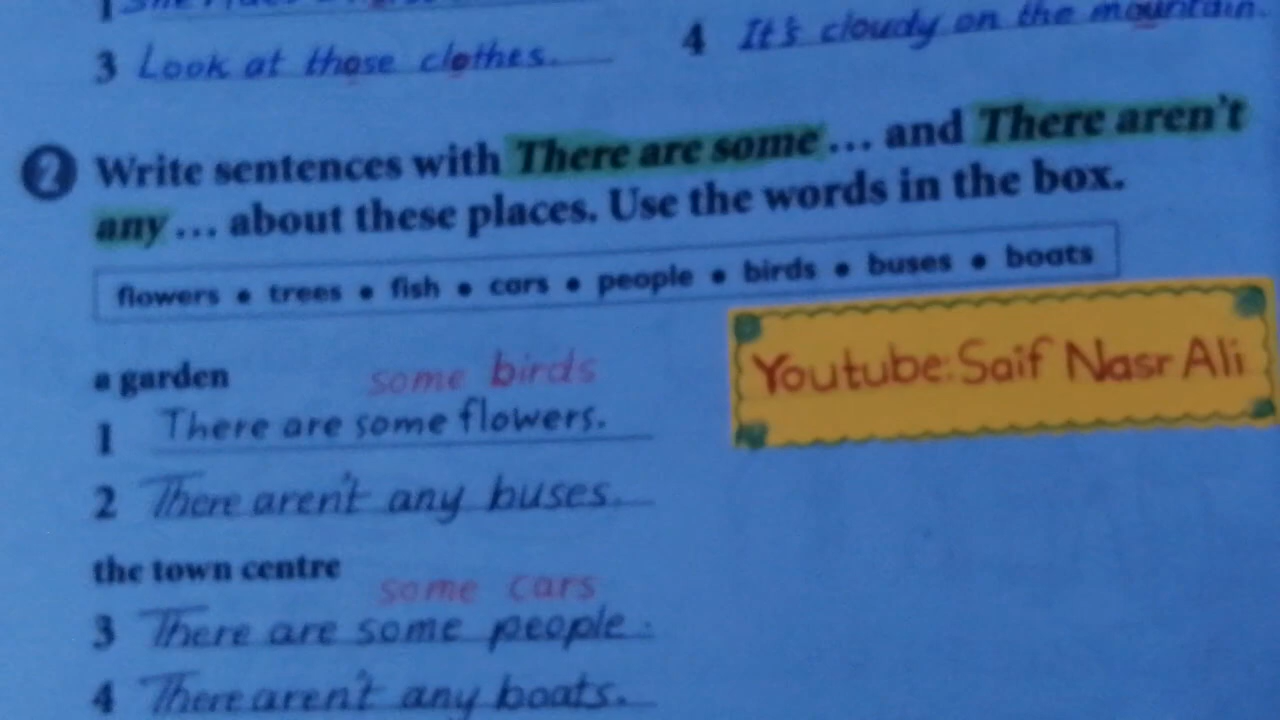 1
3 Look at those clothes.
4 It's cloudy on the mountain.
2 Write sentences with There are some ... and There aren't
any ... about these places. Use the words in the box.
flowers • trees • fish • cars • people • birds • buses • boats
Youtube: Saif Nasr Ali
a garden
some birds
1 There are some flowers.
2 There aren't any buses.
the town centre
some cars
3 There are some people.
4 There aren't any boats.